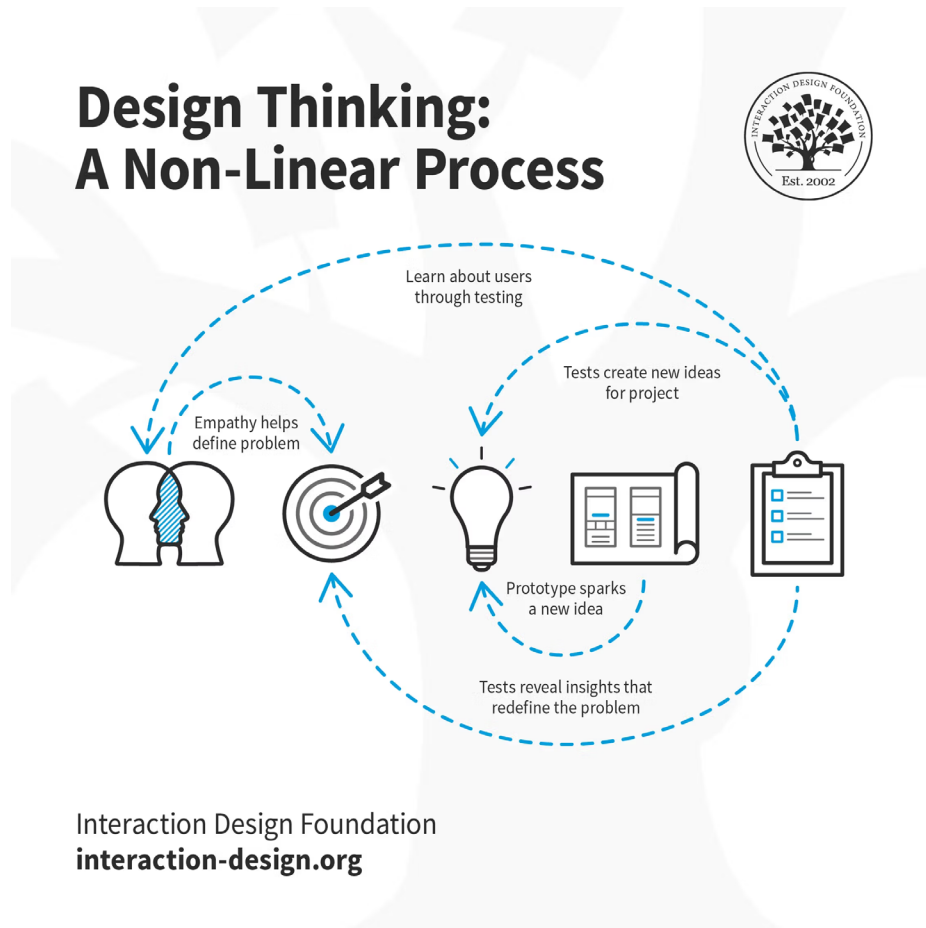 Design Thinking:
A Non-Linear Process
INTERACTION DESIGN FOUNDATION
Est. 2002
Learn about users
through testing
Tests create new ideas
for project
Empathy helps
define problem
Prototype sparks
a new idea
Tests reveal insights that
redefine the problem
Interaction Design Foundation
interaction-design.org